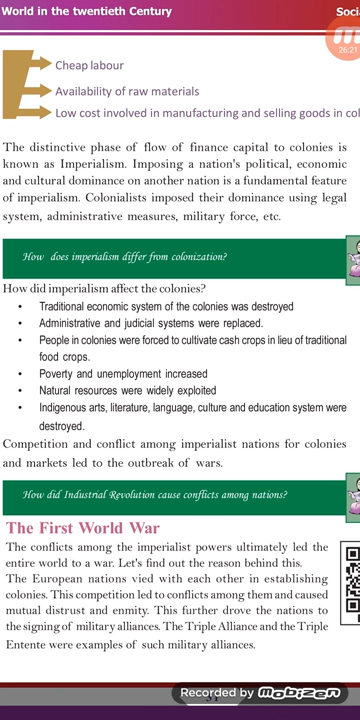 World in the twentieth Century
Soci
26:21
Cheap labour
Availability of raw materials
Low cost involved in manufacturing and selling goods in col
The distinctive phase of flow of finance capital to colonies is
known as Imperialism. Imposing a nation's political, economic
and cultural dominance on another nation is a fundamental feature
of imperialism. Colonialists imposed their dominance using legal
system, administrative measures, military force, etc.
How does imperialism differ from colonization?
How did imperialism affect the colonies?
• Traditional economic system of the colonies was destroyed
• Administrative and judicial systems were replaced.
• People in colonies were forced to cultivate cash crops in lieu of traditional
food crops.
• Poverty and unemployment increased
• Natural resources were widely exploited
• Indigenous arts, literature, language, culture and education system were
destroyed.
Competition and conflict among imperialist nations for colonies
and markets led to the outbreak of wars.
How did Industrial Revolution cause conflicts among nations?
The First World War
The conflicts among the imperialist powers ultimately led the
entire world to a war. Let's find out the reason behind this.
The European nations vied with each other in establishing
colonies. This competition led to conflicts among them and caused
mutual distrust and enmity. This further drove the nations to
the signing of military alliances. The Triple Alliance and the Triple
Entente were examples of such military alliances.
Recorded by mobizen